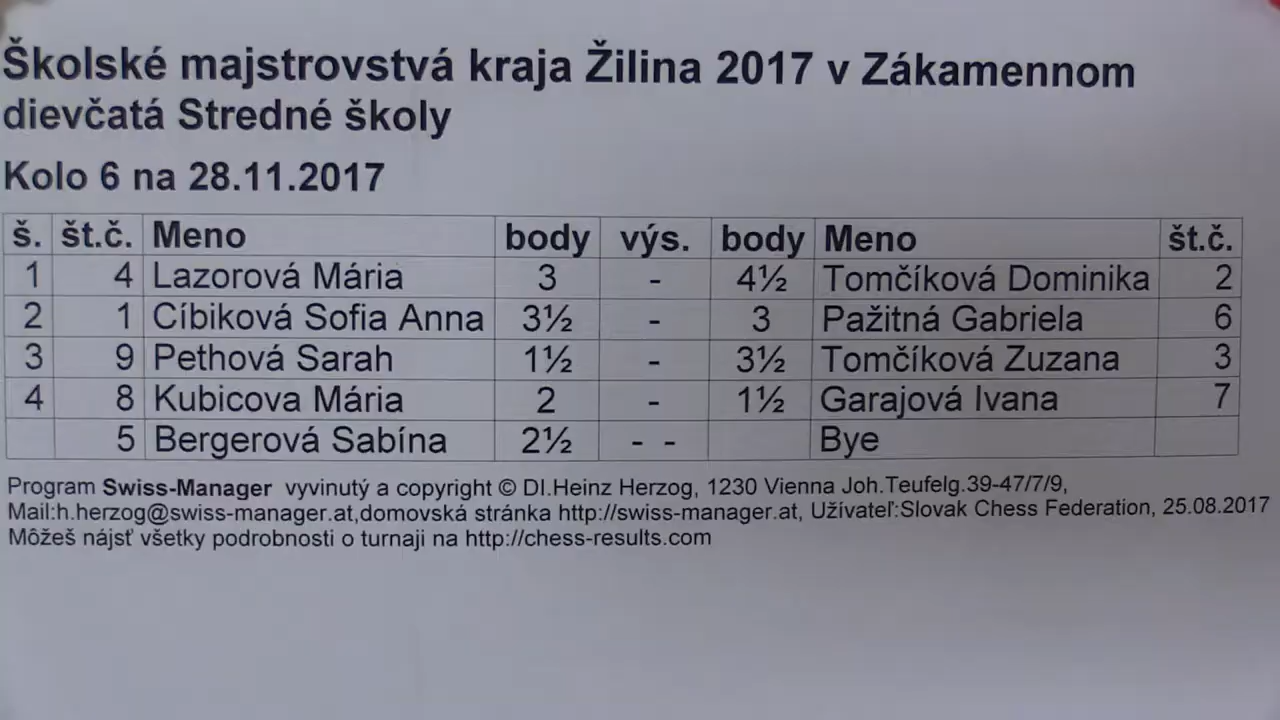 Školské majstrovstvá kraja Žilina 2017 v Zákamennom
dievčatá Stredné školy
Kolo 6 na 28.11.2017
š. št.č. Meno body výs. body Meno št.č.
1 4 Lazorová Mária 3 - 4½ Tomčíková Dominika 2
2 1 Cíbiková Sofia Anna 3½ - 3 Pažitná Gabriela 6
3 9 Pethová Sarah 1½ - 3½ Tomčíková Zuzana 3
4 8 Kubicova Mária 2 - 1½ Garajová Ivana 7
5 Bergerová Sabína 2½ - - Bye
Program Swiss-Manager vyvinutý a copyright © DI.Heinz Herzog, 1230 Vienna Joh.Teufelg.39-47/7/9,
Mail:h.herzog@swiss-manager.at,domovská stránka http://swiss-manager.at, Užívateľ:Slovak Chess Federation, 25.08.2017
Môžeš nájsť všetky podrobnosti o turnaji na http://chess-results.com